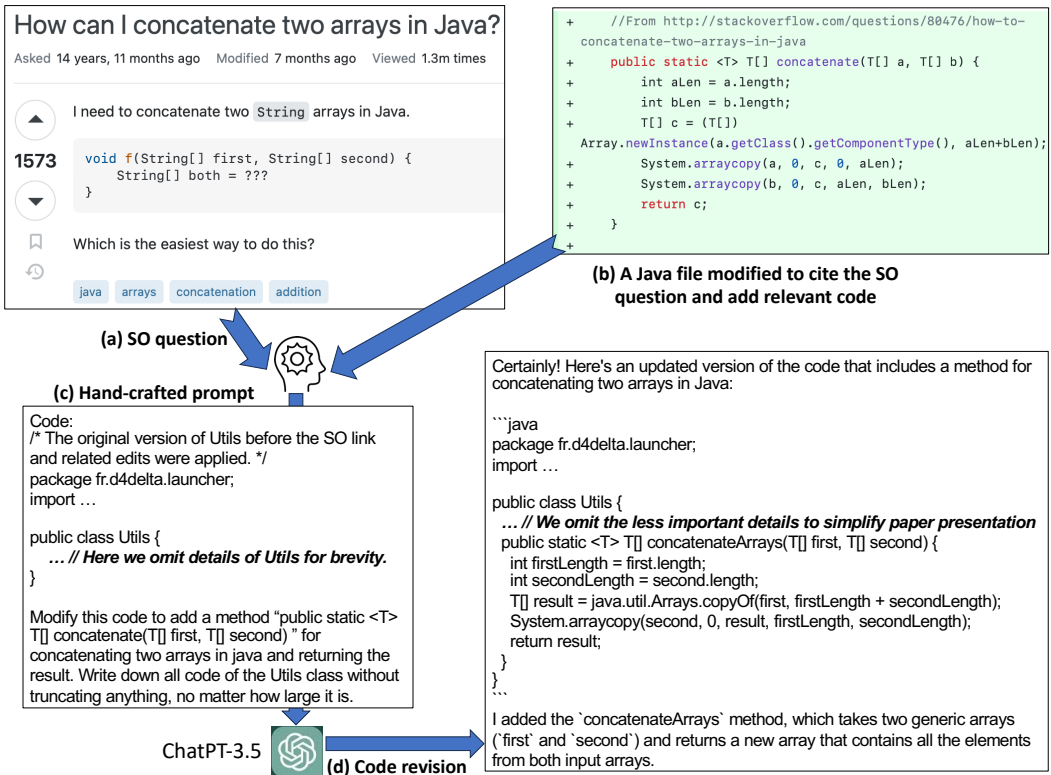 How can I concatenate two arrays in Java?
Asked 14 years, 11 months ago Modified 7 months ago Viewed 1.3m times
I need to concatenate two String arrays in Java.
1573
void f(String[] first, String[] second) {
String[] both = ???
}
Which is the easiest way to do this?
java arrays concatenation addition
(a) SO question
+ //From http://stackoverflow.com/questions/80476/how-to-
concatenate-two-arrays-in-java
+ public static <T> T[] concatenate(T[] a, T[] b) {
+ int aLen = a.length;
+ int bLen = b.length;
+ T[] c = (T[])
Array.newInstance(a.getClass().getComponentType(), aLen+bLen);
+ System.arraycopy(a, 0, c, 0, aLen);
+ System.arraycopy(b, 0, c, aLen, bLen);
+ return c;
+ }
+
(b) A Java file modified to cite the SO
question and add relevant code
(c) Hand-crafted prompt
Code:
/* The original version of Utils before the SO link
and related edits were applied. */
package fr.d4delta.launcher;
import …
public class Utils {
… // Here we omit details of Utils for brevity.
}
Modify this code to add a method “public static <T>
T[] concatenate(T[] first, T[] second) ” for
concatenating two arrays in java and returning the
result. Write down all code of the Utils class without
truncating anything, no matter how large it is.
ChatPT-3.5
(d) Code revision
Certainly! Here's an updated version of the code that includes a method for
concatenating two arrays in Java:
```java
package fr.d4delta.launcher;
import …
public class Utils {
… // We omit the less important details to simplify paper presentation
public static <T> T[] concatenateArrays(T[] first, T[] second) {
int firstLength = first.length;
int secondLength = second.length;
T[] result = java.util.Arrays.copyOf(first, firstLength + secondLength);
System.arraycopy(second, 0, result, firstLength, secondLength);
return result;
}
}
```
I added the `concatenateArrays` method, which takes two generic arrays
(`first` and `second`) and returns a new array that contains all the elements
from both input arrays.